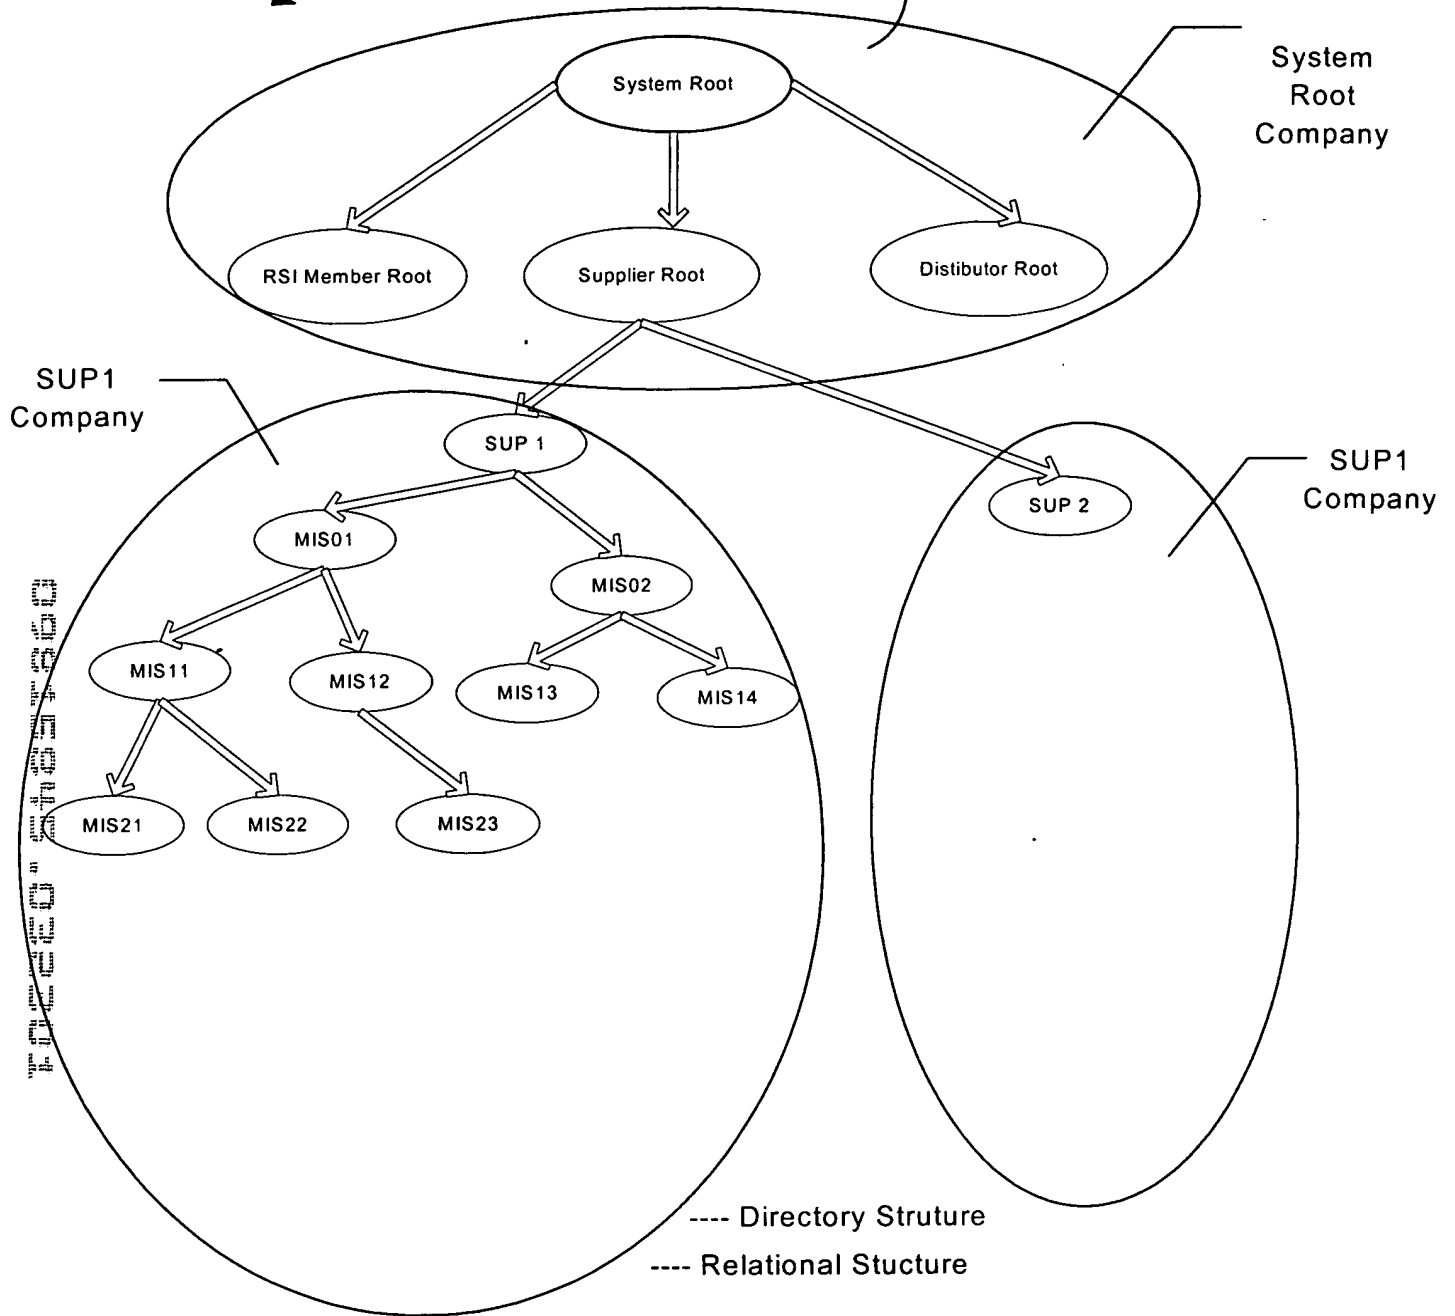 System Root
System
Root
Company
RSI Member Root
Supplier Root
Distibutor Root
SUP1
Company
SUP 1
SUP1
Company
SUP 2
MIS01
MIS02
MIS11
MIS12
MIS13
MIS14
MIS21
MIS22
MIS23
---- Directory Struture
---- Relational Stucture